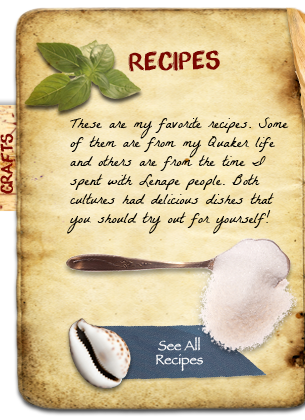 RECIPES
These are my favorite recipes. Some
of them are from my Quaker life
and others are from the time I
spent with Lenape people. Both
cultures had delicious dishes that
you should try out for yourself!
CRAFTS
See All
Recipes